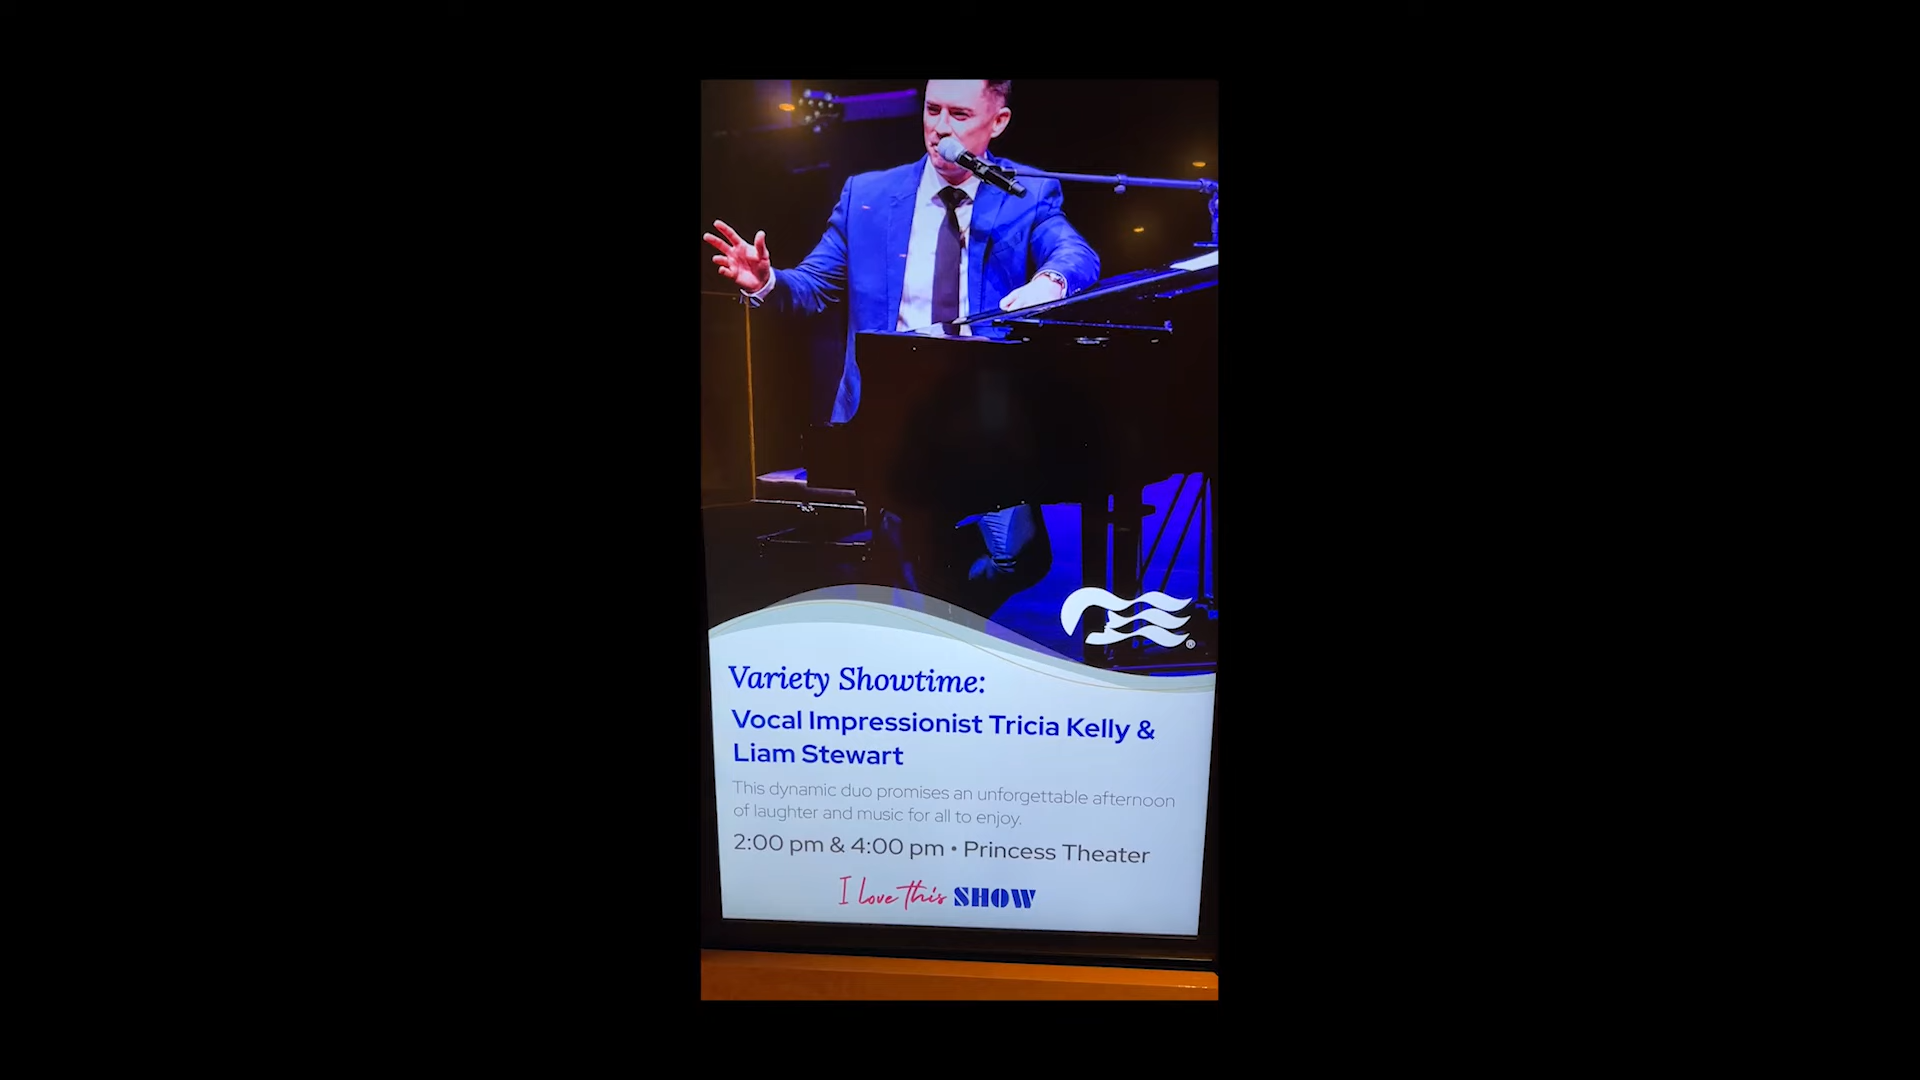 Variety Showtime:
Vocal Impressionist Tricia Kelly &
Liam Stewart
This dynamic duo promises an unforgettable afternoon
of laughter and music for all to enjoy.
2:00 pm & 4:00 pm • Princess Theater
I love this SHOW
®